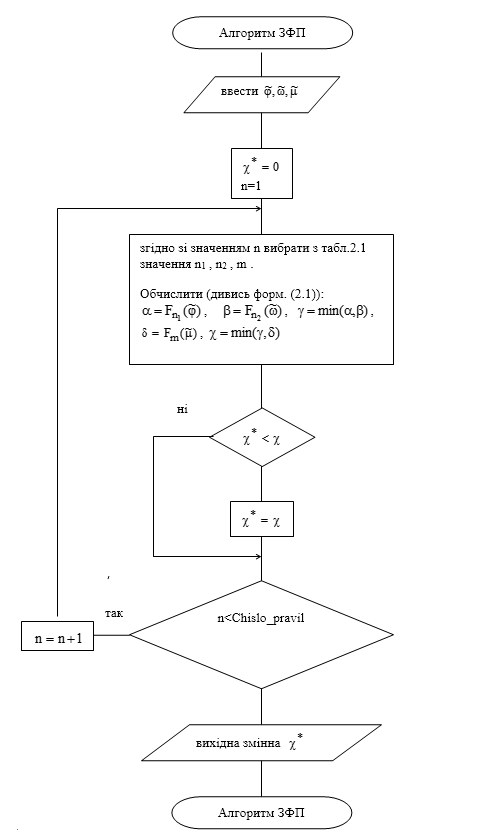 Алгоритм ЗФП
ввести φ̃, ω̃, μ̃
χ* = 0
n=1
згідно зі значенням n вибрати з табл.2.1
значення n₁ , n₂ , m .
Обчислити (дивись форм. (2.1)):
α = Fₙ₁(φ̃) ,   β = Fₙ₂(ω̃) ,  γ = min(α,β) ,
δ = Fₘ(μ̃) , χ = min(γ,δ)
ні
χ* < χ
χ* = χ
так
n<Chislo_pravil
n = n+1
вихідна змінна χ*
Алгоритм ЗФП